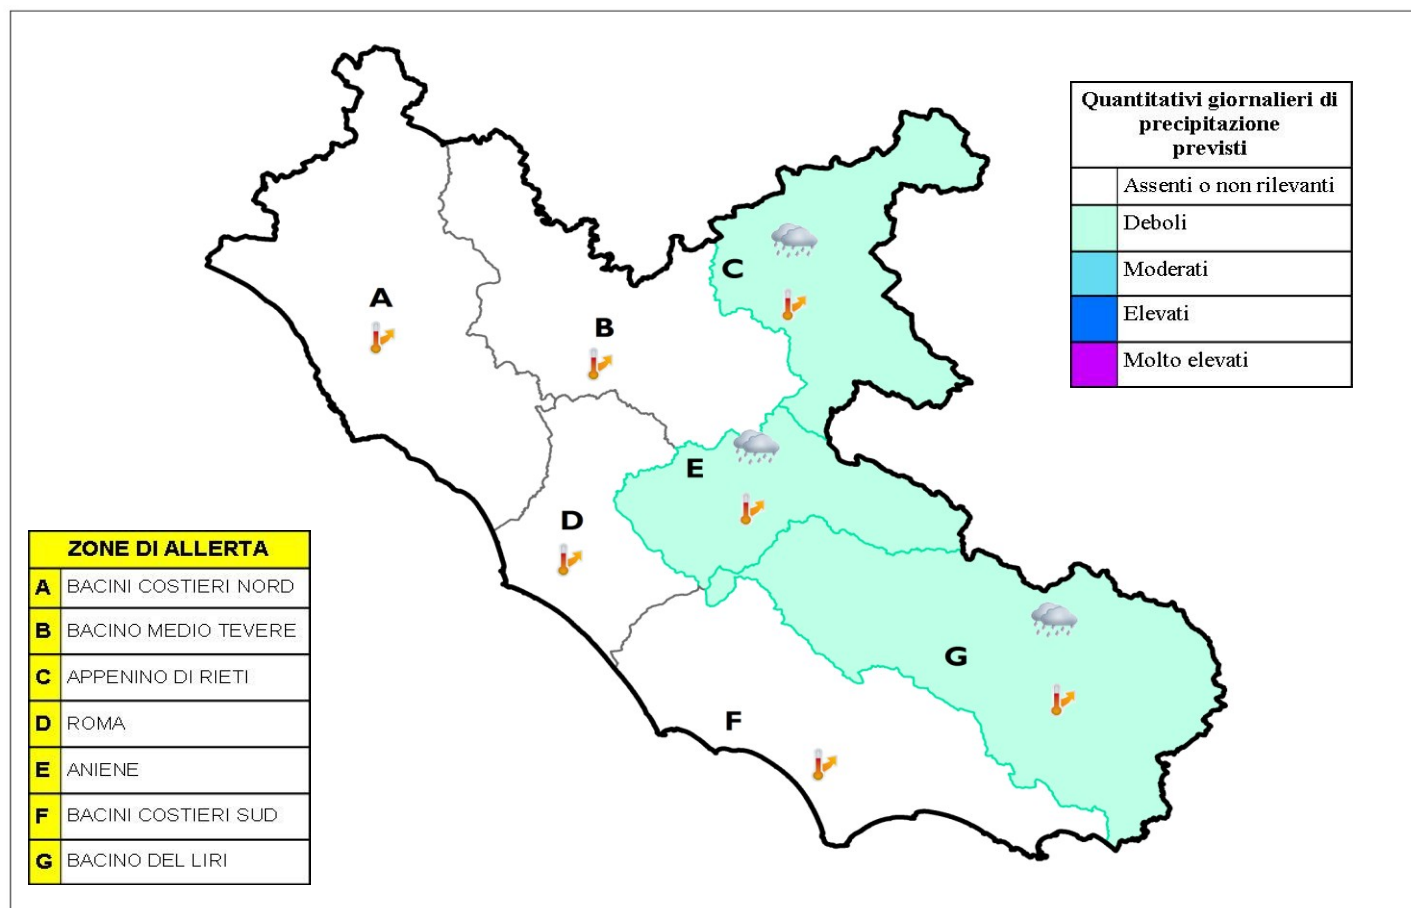 Quantitativi giornalieri di
precipitazione
previsti
Assenti o non rilevanti
Deboli
Moderati
Elevati
Molto elevati
C
A
B
E
D
G
F
ZONE DI ALLERTA
A BACINI COSTIERI NORD
B BACINO MEDIO TEVERE
C APPENINO DI RIETI
D ROMA
E ANIENE
F BACINI COSTIERI SUD
G BACINO DEL LIRI